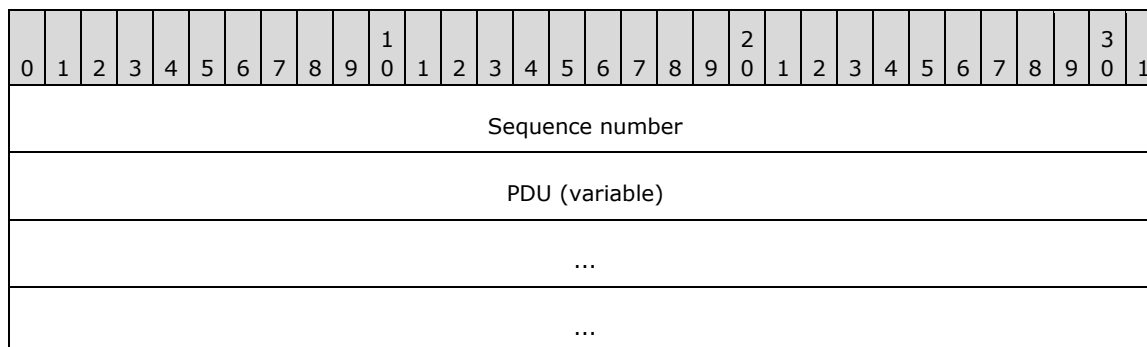 1 2 3
0 1 2 3 4 5 6 7 8 9 0 1 2 3 4 5 6 7 8 9 0 1 2 3 4 5 6 7 8 9 0 1
Sequence number
PDU (variable)
...
...